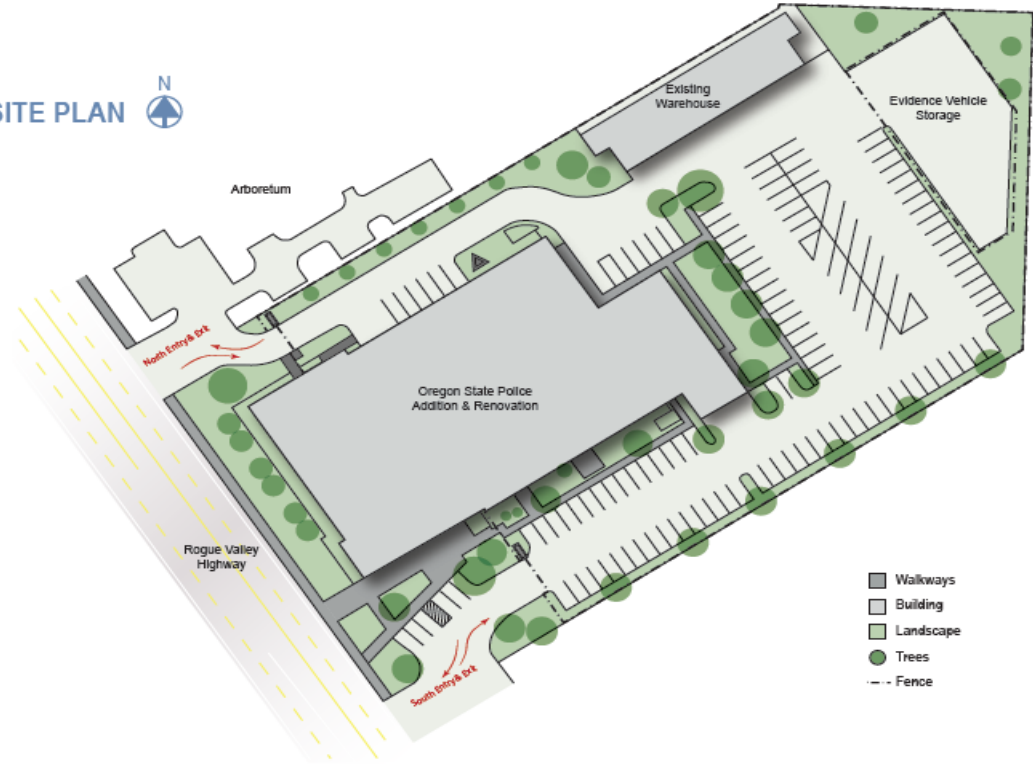 SITE PLAN
N
Existing
Warehouse
Evidence Vehicle
Storage
Arboretum
North Entry & Exit
Oregon State Police
Addition & Renovation
Rogue Valley
Highway
South Entry & Exit
Walkways
Building
Landscape
Trees
Fence